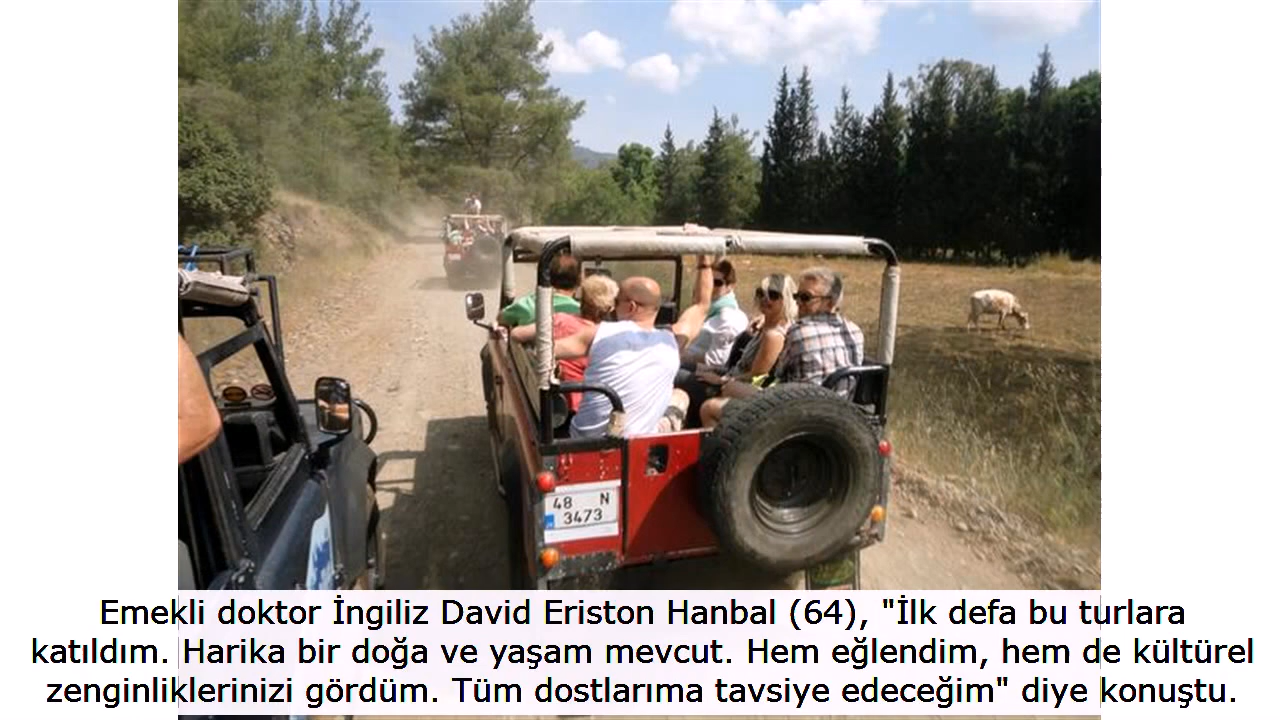 48 N
3473
Emekli doktor İngiliz David Eriston Hanbal (64), "İlk defa bu turlara
katıldım. Harika bir doğa ve yaşam mevcut. Hem eğlendim, hem de kültürel
zenginliklerinizi gördüm. Tüm dostlarıma tavsiye edeceğim" diye konuştu.